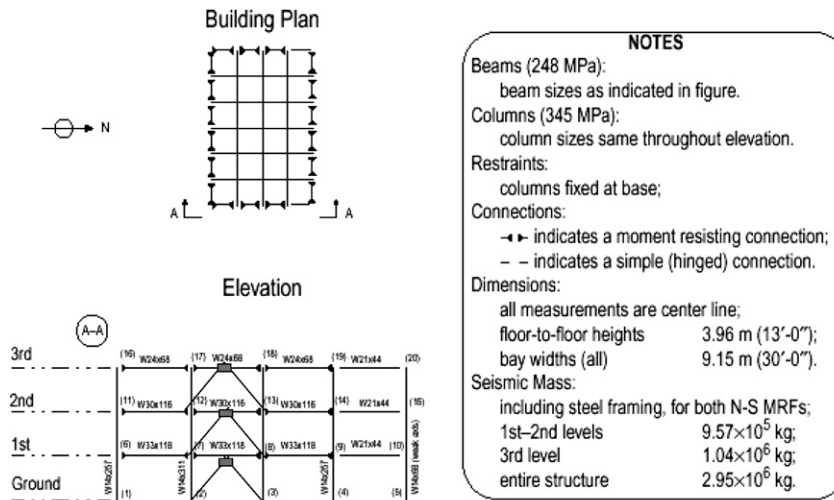 Building Plan
N
A
A
Elevation
A–A
3rd
(16)
W24x68
(17)
W24x68
(18)
W24x68
(19)
W21x44
(20)
2nd
(11)
W30x116
(12)
W30x116
(13)
W30x116
(14)
W21x44
(15)
1st
(6)
W33x118
(7)
W33x118
(8)
W33x118
(9)
W21x44
(10)
W14x257
W14x311
W14x257
W14x68 (weak axis)
Ground
(1)
(2)
(3)
(4)
(5)
NOTES
Beams (248 MPa):
beam sizes as indicated in figure.
Columns (345 MPa):
column sizes same throughout elevation.
Restraints:
columns fixed at base;
Connections:
indicates a moment resisting connection;
– – indicates a simple (hinged) connection.
Dimensions:
all measurements are center line;
floor-to-floor heights 3.96 m (13′-0″);
bay widths (all) 9.15 m (30′-0″).
Seismic Mass:
including steel framing, for both N-S MRFs;
1st–2nd levels 9.57×10⁵ kg;
3rd level 1.04×10⁶ kg;
entire structure 2.95×10⁶ kg.